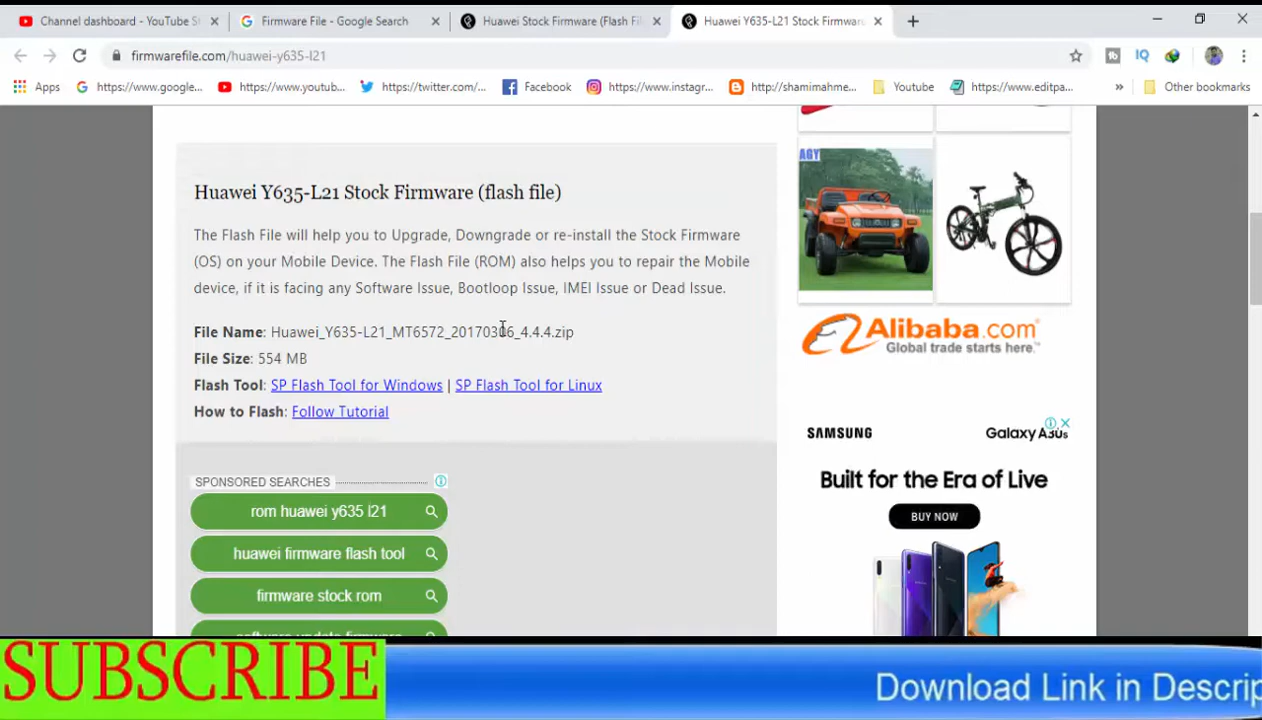 Channel dashboard - YouTube S
Firmware File - Google Search
Huawei Stock Firmware (Flash Fil
Huawei Y635-L21 Stock Firmware
firmwarefile.com/huawei-y635-l21
Apps
https://www.google...
https://www.youtub...
https://twitter.com/...
Facebook
https://www.instagr...
http://shamimahme...
Youtube
https://www.editpa...
»
Other bookmarks
AGY
Huawei Y635-L21 Stock Firmware (flash file)
The Flash File will help you to Upgrade, Downgrade or re-install the Stock Firmware
(OS) on your Mobile Device. The Flash File (ROM) also helps you to repair the Mobile
device, if it is facing any Software Issue, Bootloop Issue, IMEI Issue or Dead Issue.
File Name: Huawei_Y635-L21_MT6572_20170306_4.4.4.zip
File Size: 554 MB
Flash Tool: SP Flash Tool for Windows | SP Flash Tool for Linux
How to Flash: Follow Tutorial
Alibaba.com
Global trade starts here.
SPONSORED SEARCHES
rom huawei y635 l21
huawei firmware flash tool
firmware stock rom
software update firmware
SAMSUNG
Galaxy A30s
Built for the Era of Live
BUY NOW
SUBSCRIBE
Download Link in Descrip